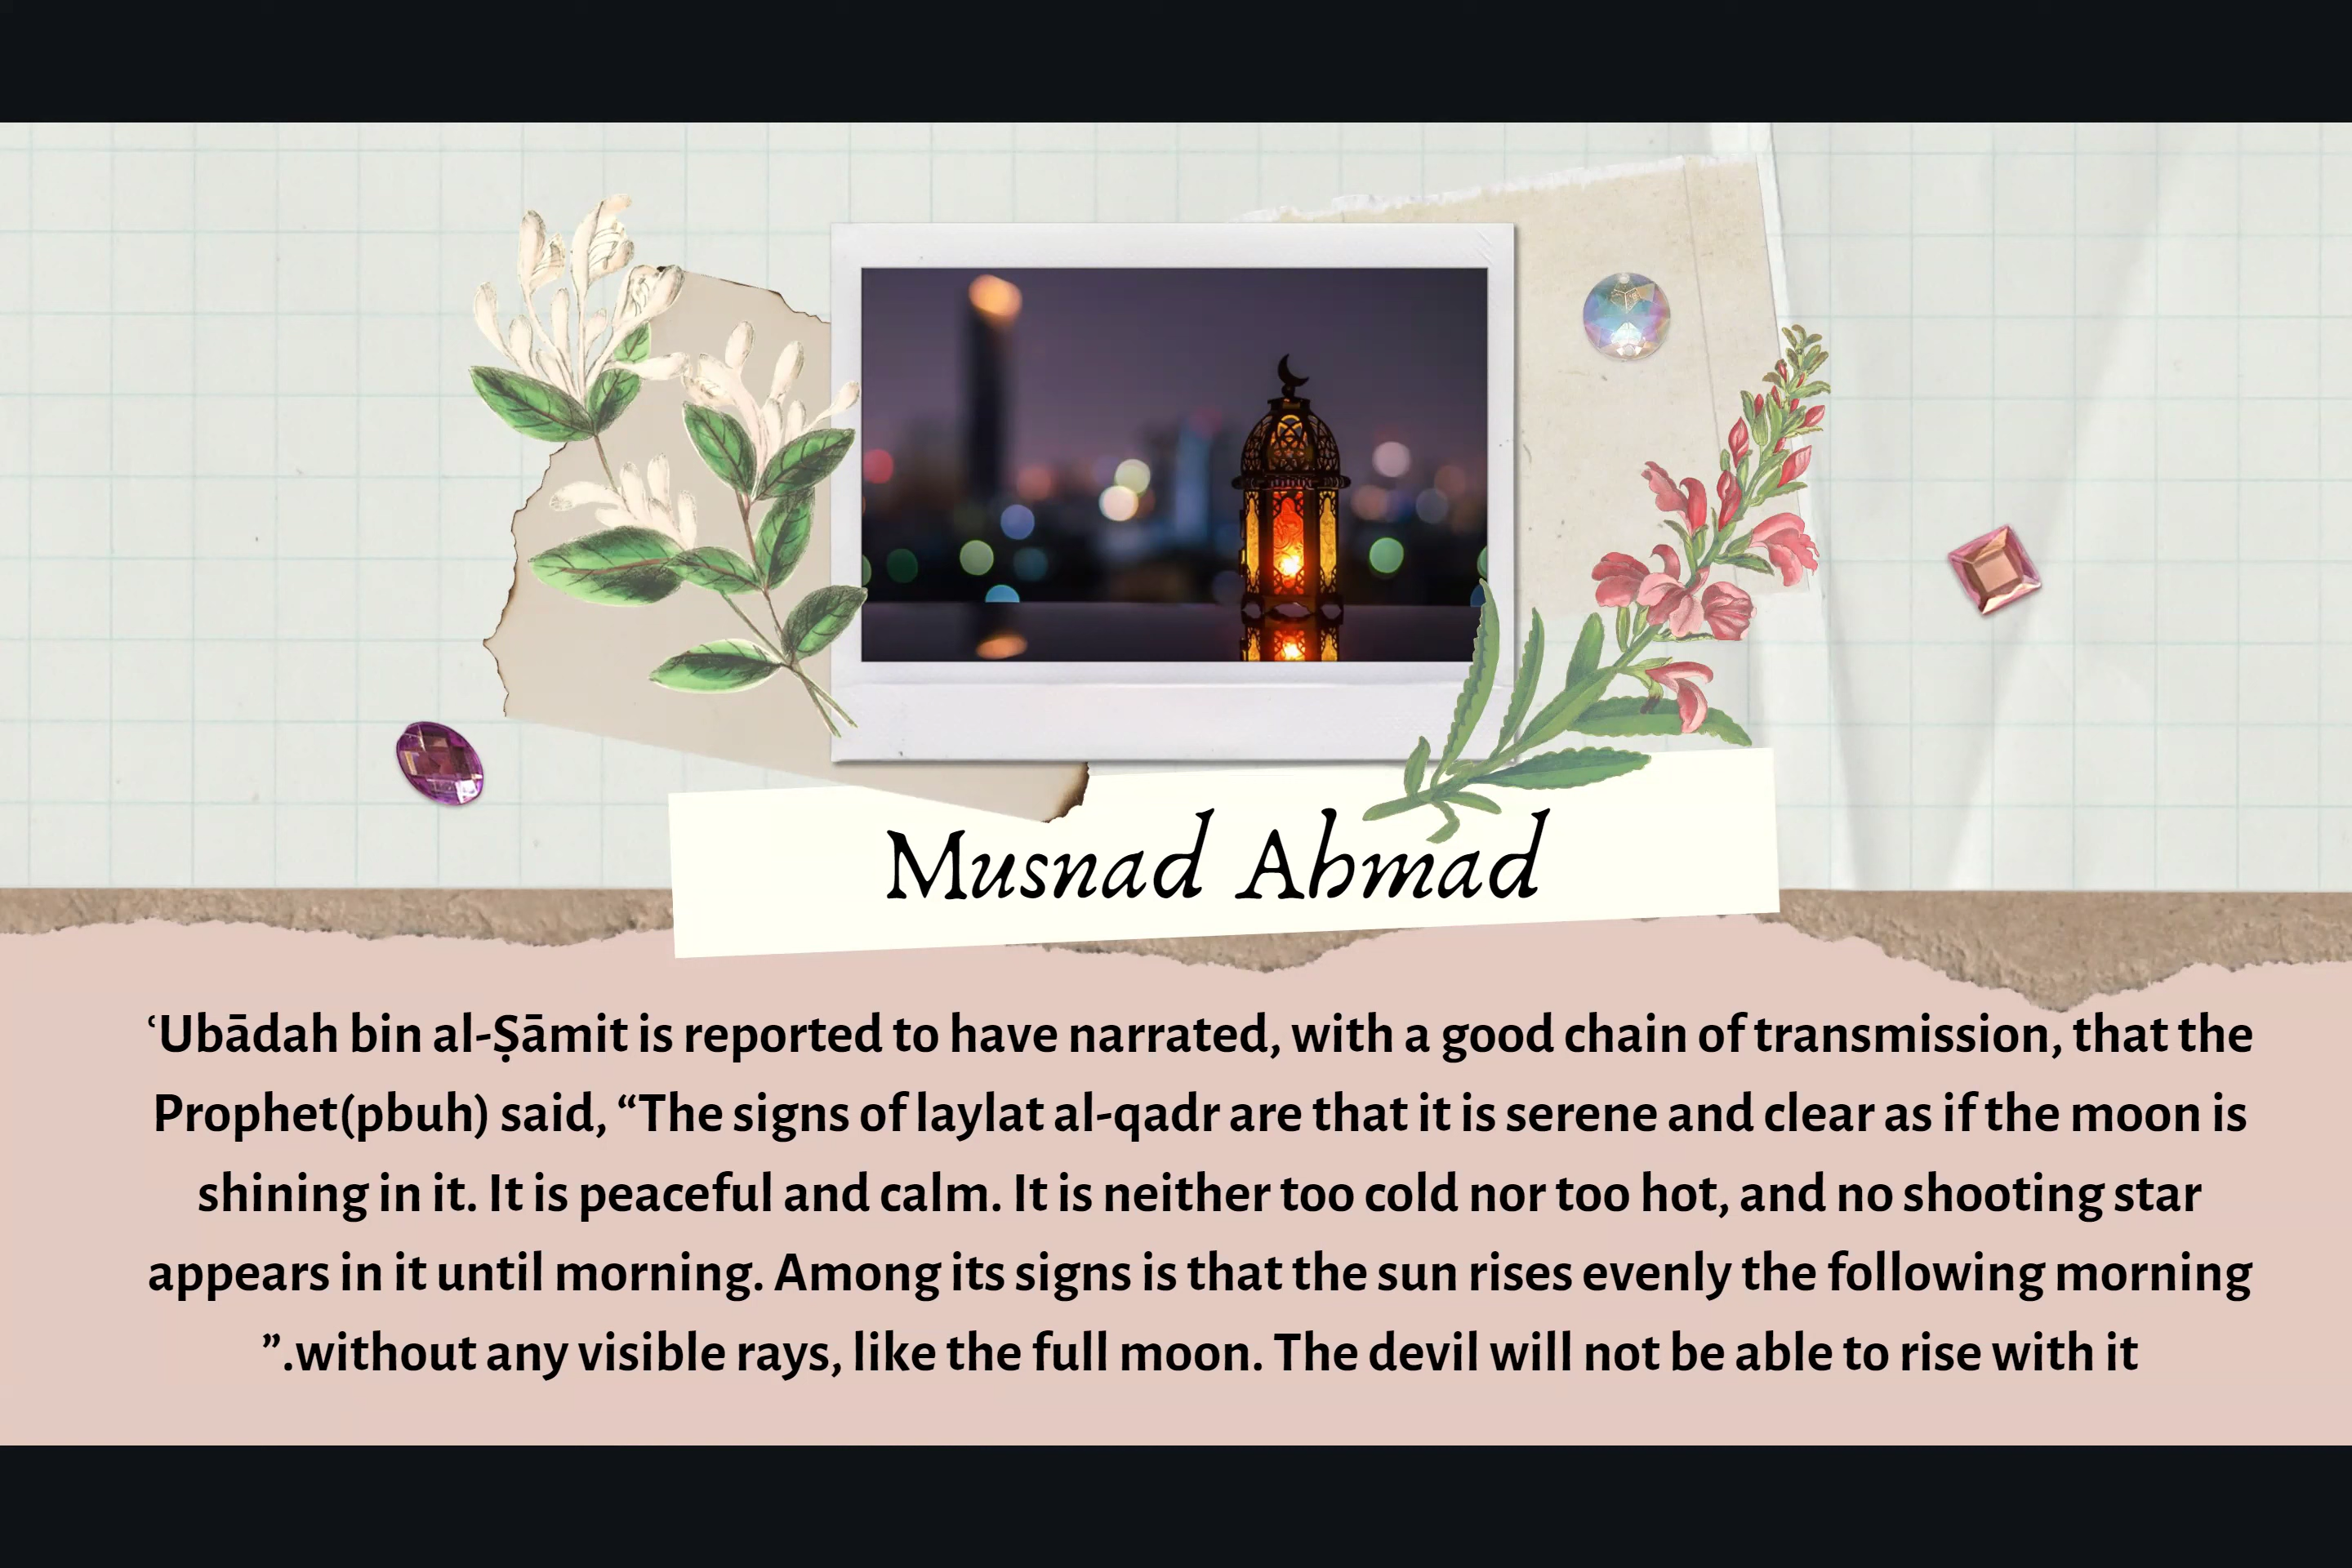 Musnad Ahmad
ʿUbādah bin al-Ṣāmit is reported to have narrated, with a good chain of transmission, that the
Prophet(pbuh) said, “The signs of laylat al-qadr are that it is serene and clear as if the moon is
shining in it. It is peaceful and calm. It is neither too cold nor too hot, and no shooting star
appears in it until morning. Among its signs is that the sun rises evenly the following morning
”.without any visible rays, like the full moon. The devil will not be able to rise with it